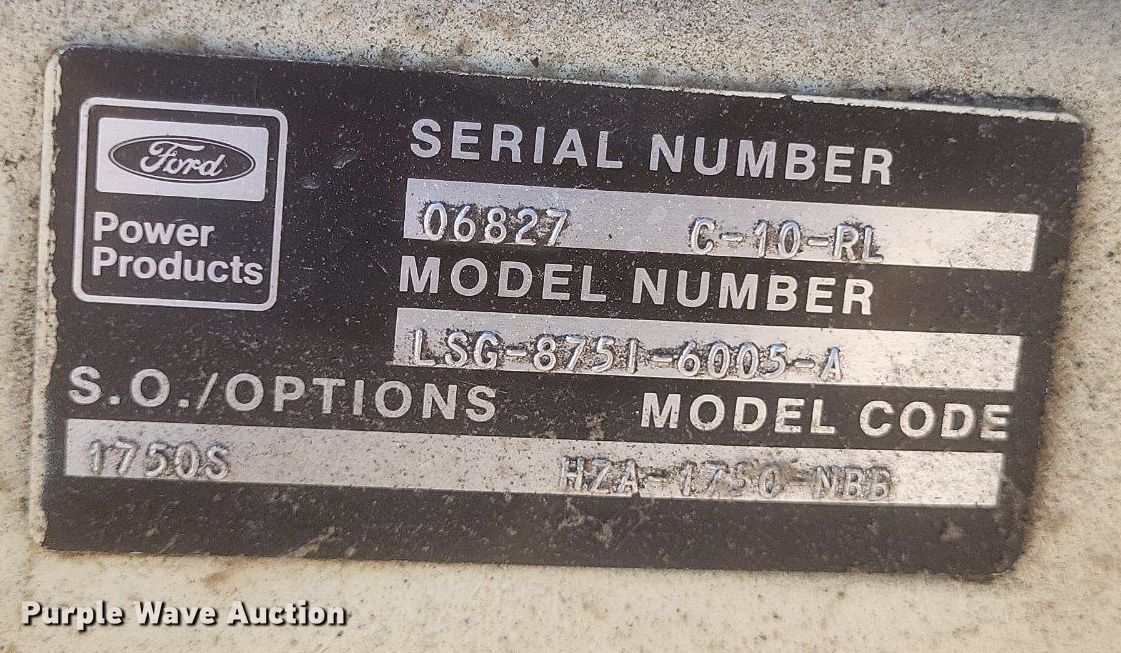 Ford
Power
Products
SERIAL NUMBER
06827 C-10-RL
MODEL NUMBER
LSG-875I-6005-A
S.O./OPTIONS MODEL CODE
1750S HZA-1750-NBB
Purple Wave Auction